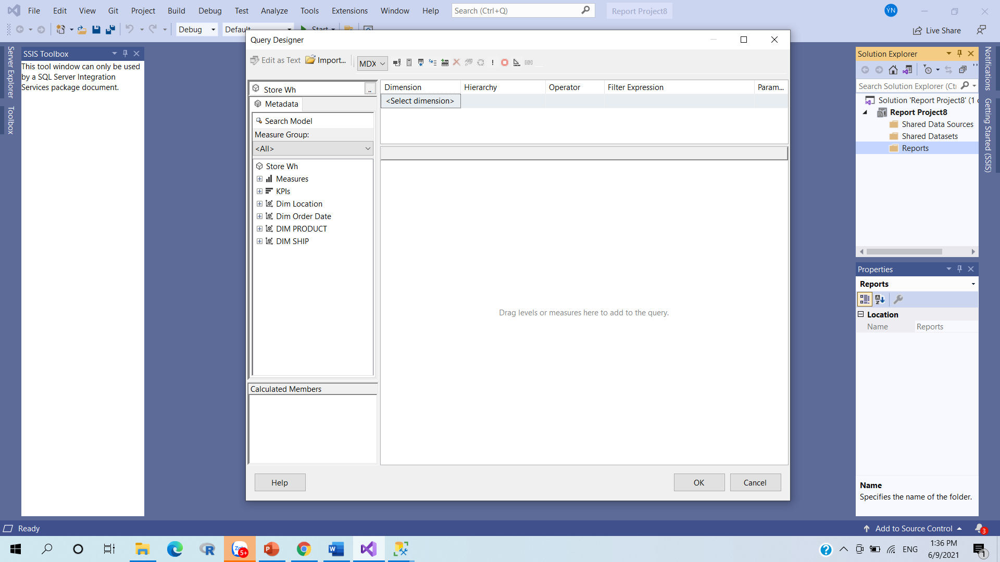 File Edit View Git Project Build Debug Test Analyze Tools Extensions Window Help Search (Ctrl+Q) Report Project8 YN
Debug Default Start Live Share
Query Designer
Edit as Text Import... MDX
Store Wh ..
Metadata
Search Model
Measure Group:
<All>
Store Wh
Measures
KPIs
Dim Location
Dim Order Date
DIM PRODUCT
DIM SHIP
Calculated Members
Dimension Hierarchy Operator Filter Expression Param...
<Select dimension>
Drag levels or measures here to add to the query.
Help OK Cancel
Server Explorer
Toolbox
SSIS Toolbox
This tool window can only be used
by a SQL Server Integration
Services package document.
Solution Explorer
Search Solution Explorer (Ctr
Solution 'Report Project8' (1 c
Report Project8
Shared Data Sources
Shared Datasets
Reports
Properties
Reports
Location
Name Reports
Name
Specifies the name of the folder.
Notifications
Getting Started (SSIS)
Ready Add to Source Control 3
5+ ENG 1:36 PM
6/9/2021 1